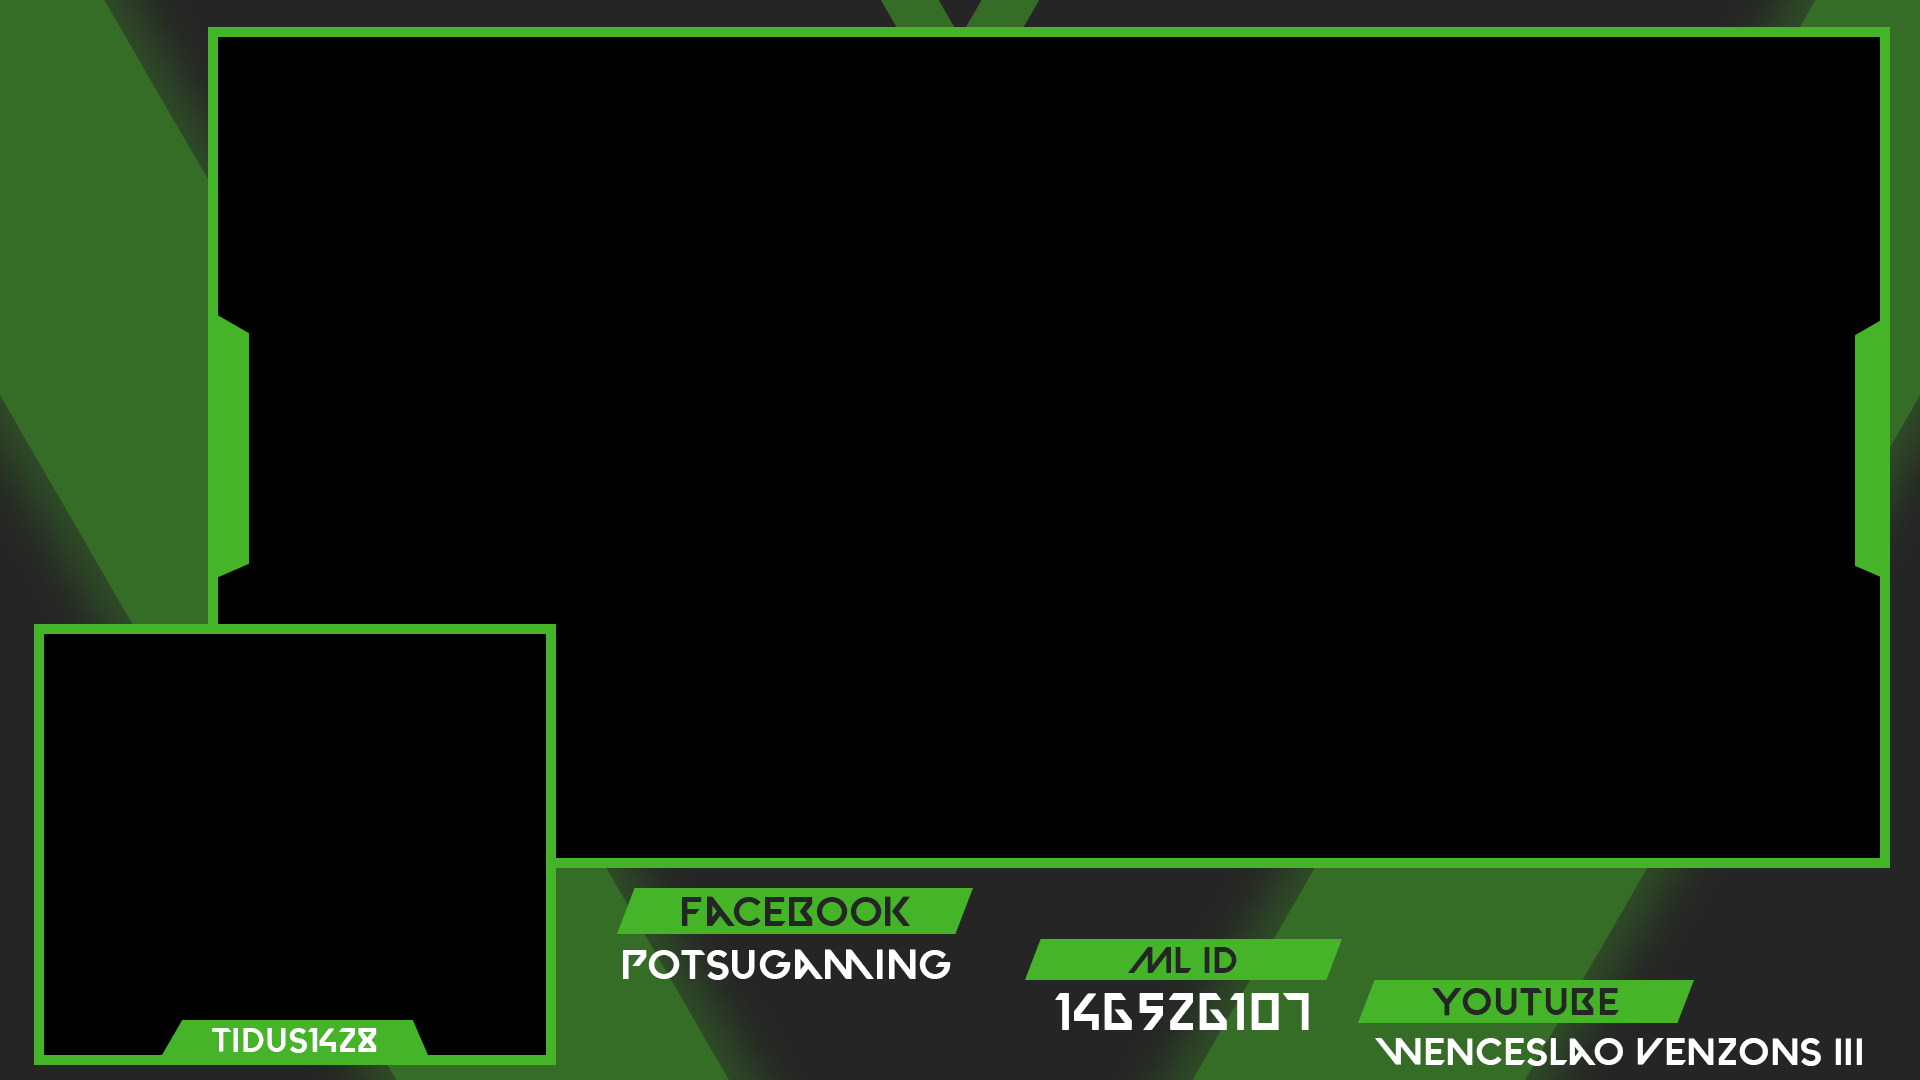 FACEBOOK
POTSUGAMING
ML ID
146526107
YOUTUBE
WENCESLAO VENZONS III
TIDUS1428